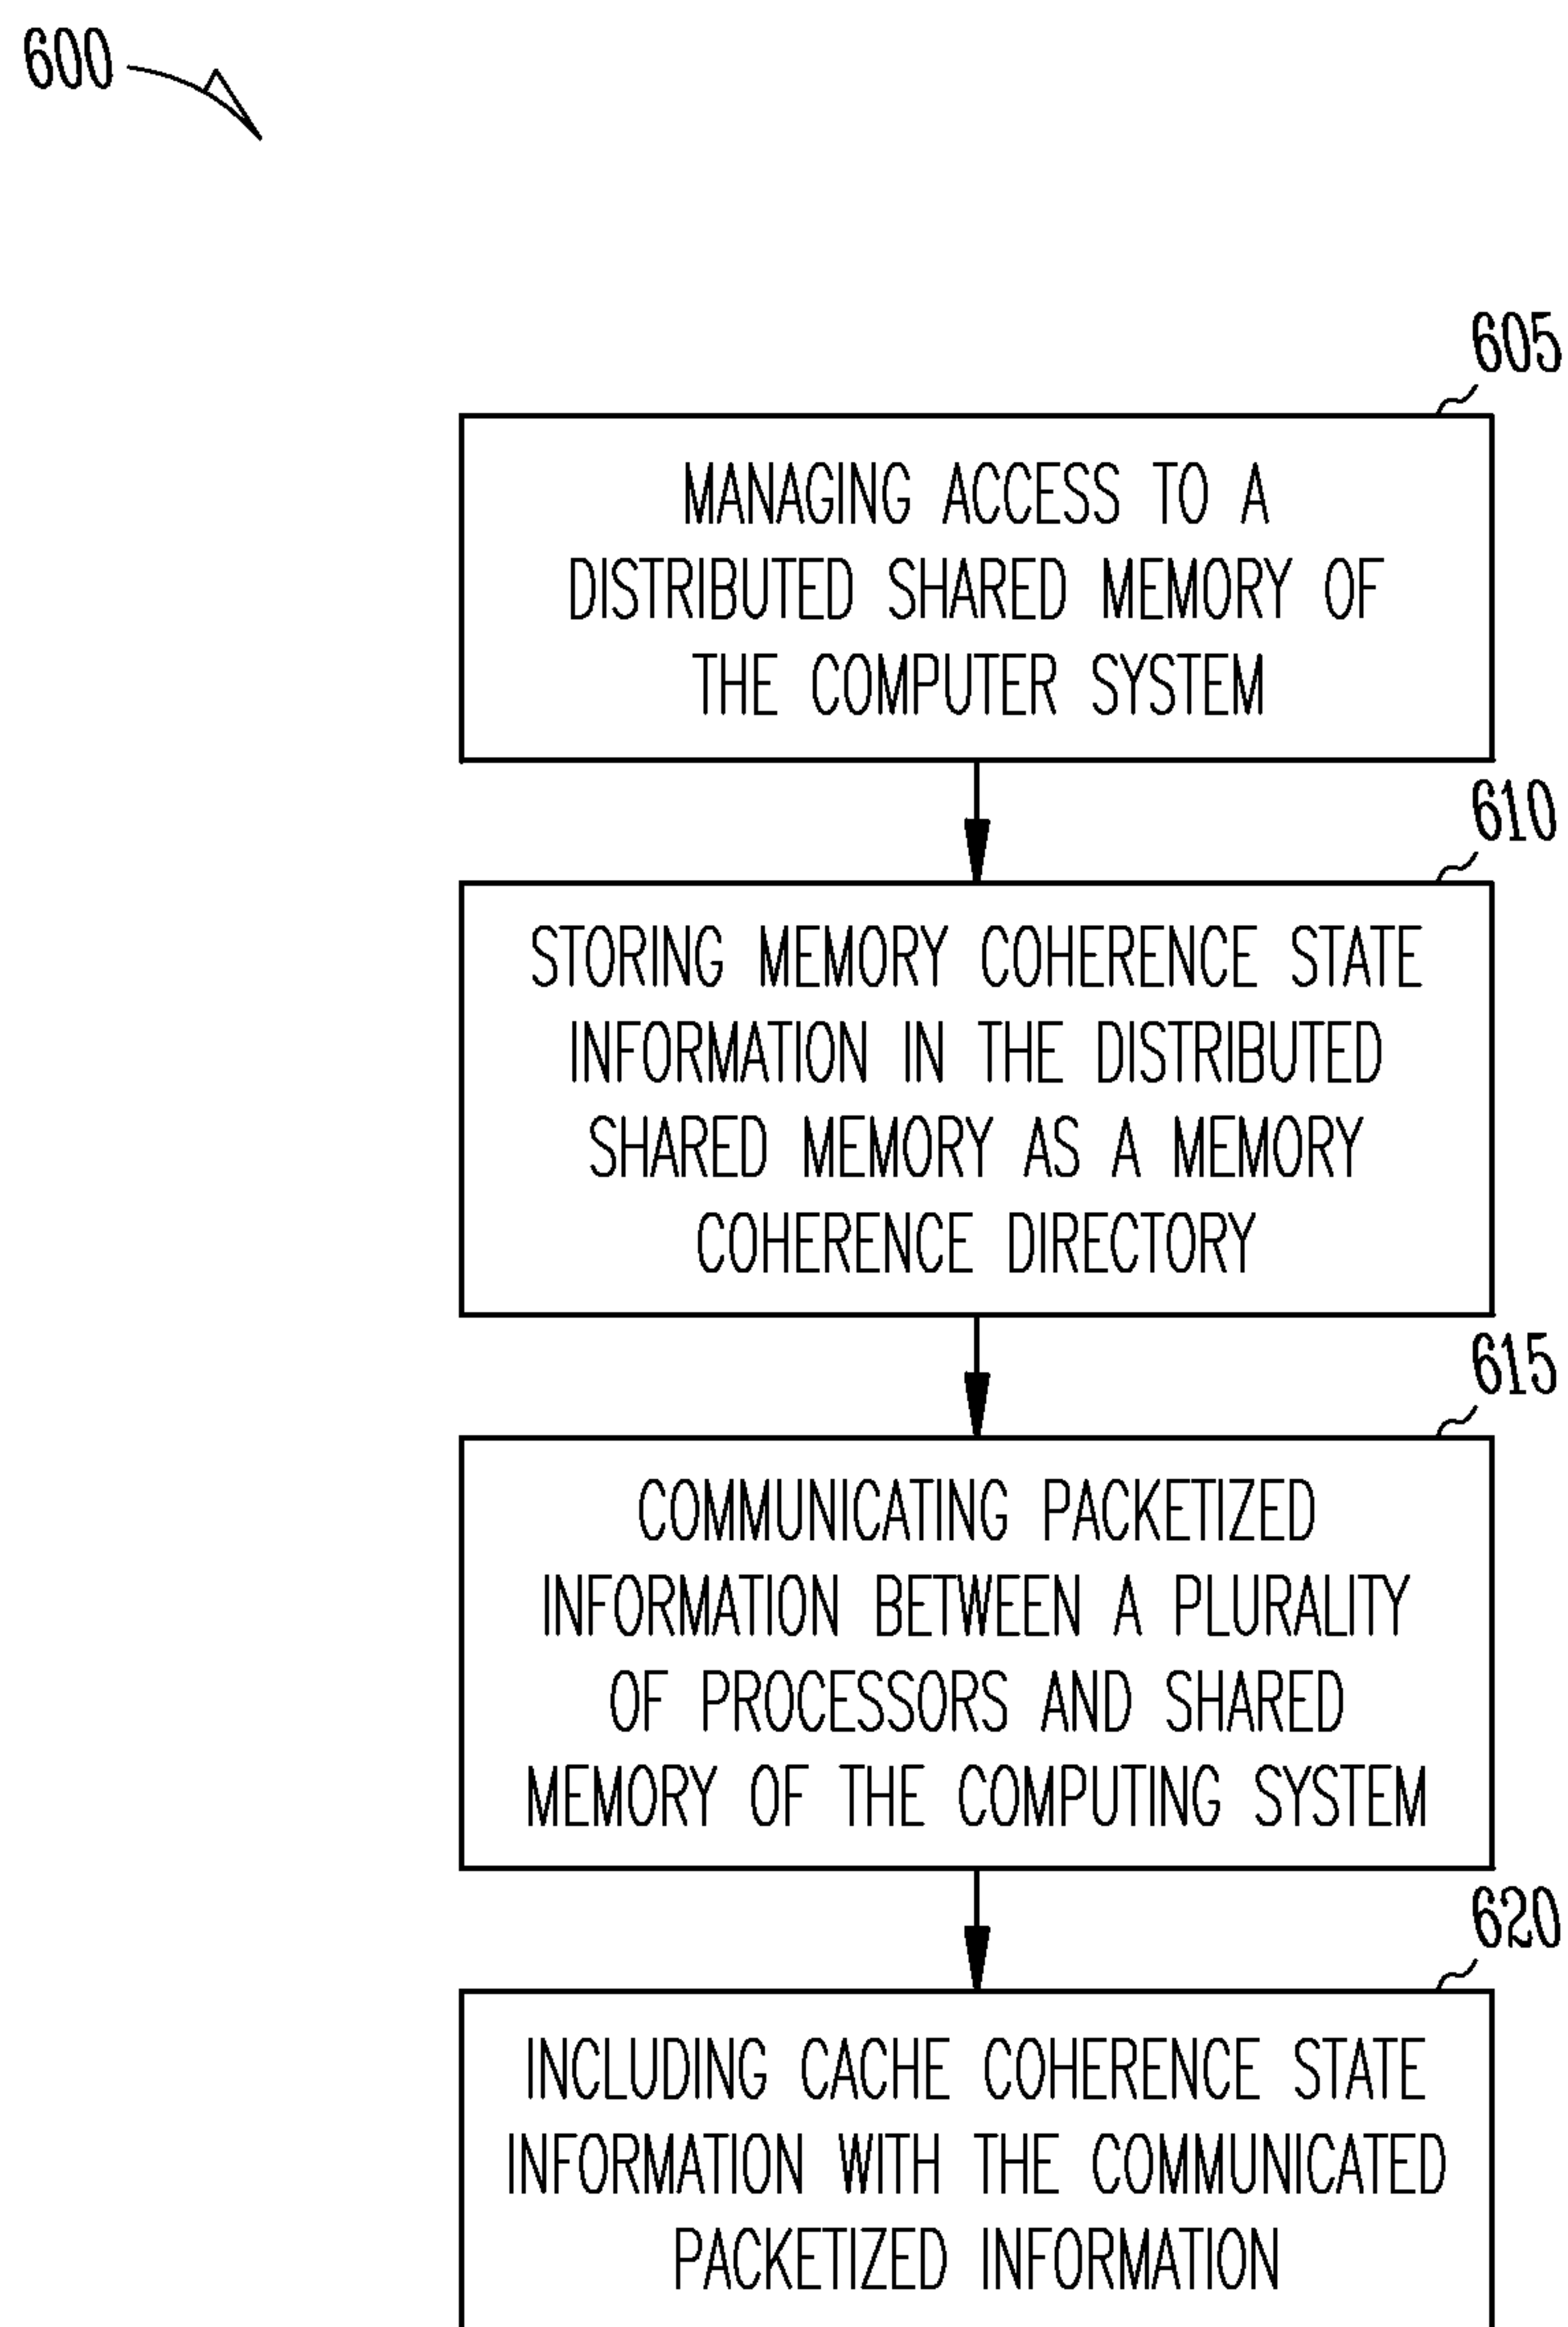 600
605
MANAGING ACCESS TO A
DISTRIBUTED SHARED MEMORY OF
THE COMPUTER SYSTEM
610
STORING MEMORY COHERENCE STATE
INFORMATION IN THE DISTRIBUTED
SHARED MEMORY AS A MEMORY
COHERENCE DIRECTORY
615
COMMUNICATING PACKETIZED
INFORMATION BETWEEN A PLURALITY
OF PROCESSORS AND SHARED
MEMORY OF THE COMPUTING SYSTEM
620
INCLUDING CACHE COHERENCE STATE
INFORMATION WITH THE COMMUNICATED
PACKETIZED INFORMATION